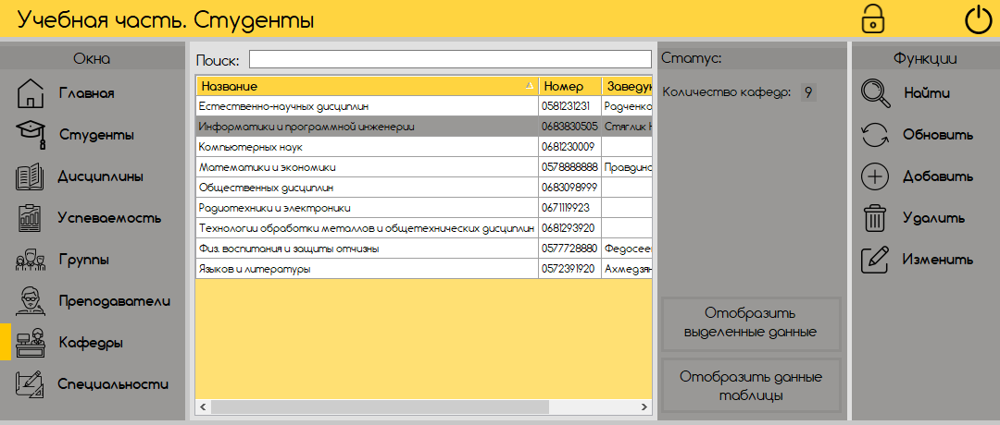 Учебная часть. Студенты
Окна
Главная
Студенты
Дисциплины
Успеваемость
Группы
Преподаватели
Кафедры
Специальности
Поиск:
Название Номер Заведук
Естественно-научных дисциплин 0581231231 Радченко
Информатики и программной инженерии 0683830505 Стяглик Н
Компьютерных наук 0681230009
Математики и экономики 0578888888 Правдинс
Общественных дисциплин 0683098999
Радиотехники и электроники 0671119923
Технологии обработки металлов и общетехнических дисциплин 0681293920
Физ. воспитания и защиты отчизны 0577728880 Федосее
Языков и литературы 0572391920 Ахмедзян
Статус:
Количество кафедр: 9
Отобразить
выделенные данные
Отобразить данные
таблицы
Функции
Найти
Обновить
Добавить
Удалить
Изменить